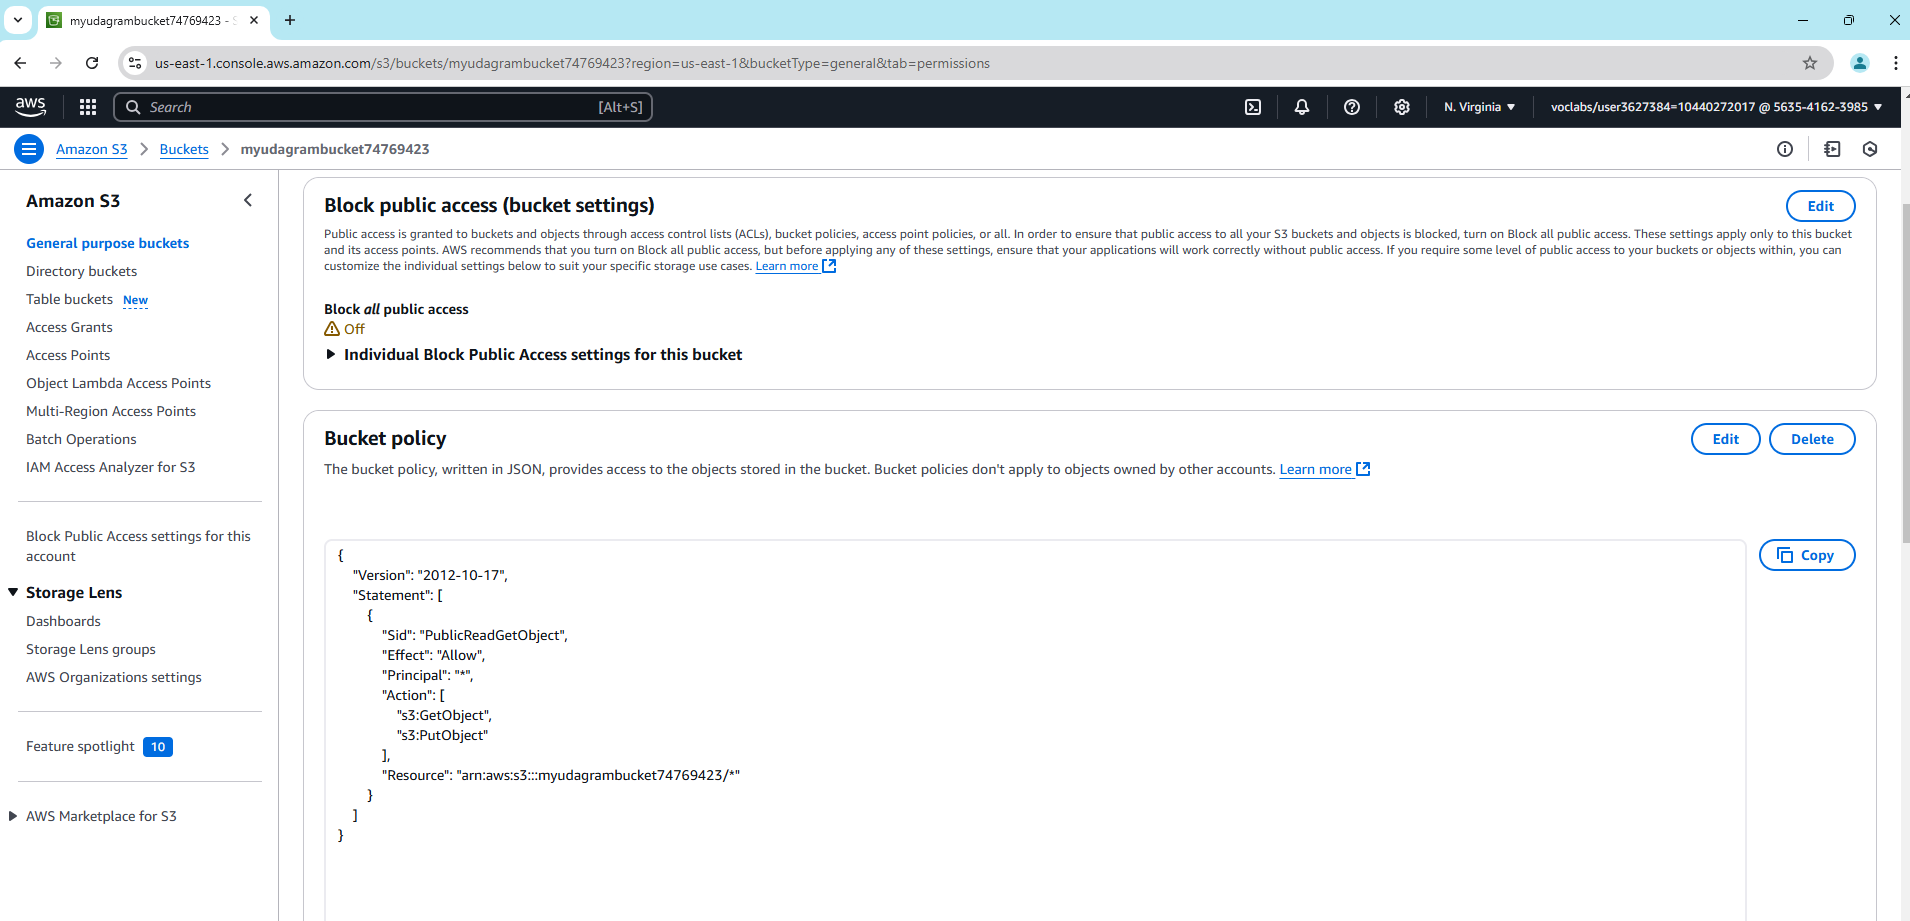 myudagrambucket74769423 - S
us-east-1.console.aws.amazon.com/s3/buckets/myudagrambucket74769423?region=us-east-1&bucketType=general&tab=permissions
aws
Search
[Alt+S]
N. Virginia
voclabs/user3627384=10440272017 @ 5635-4162-3985
Amazon S3
Buckets
myudagrambucket74769423
Amazon S3
General purpose buckets
Directory buckets
Table buckets New
Access Grants
Access Points
Object Lambda Access Points
Multi-Region Access Points
Batch Operations
IAM Access Analyzer for S3
Block Public Access settings for this
account
Storage Lens
Dashboards
Storage Lens groups
AWS Organizations settings
Feature spotlight 10
AWS Marketplace for S3
Block public access (bucket settings)
Edit
Public access is granted to buckets and objects through access control lists (ACLs), bucket policies, access point policies, or all. In order to ensure that public access to all your S3 buckets and objects is blocked, turn on Block all public access. These settings apply only to this bucket
and its access points. AWS recommends that you turn on Block all public access, but before applying any of these settings, ensure that your applications will work correctly without public access. If you require some level of public access to your buckets or objects within, you can
customize the individual settings below to suit your specific storage use cases. Learn more
Block all public access
Off
Individual Block Public Access settings for this bucket
Bucket policy
Edit
Delete
The bucket policy, written in JSON, provides access to the objects stored in the bucket. Bucket policies don't apply to objects owned by other accounts. Learn more
Copy
{
"Version": "2012-10-17",
"Statement": [
{
"Sid": "PublicReadGetObject",
"Effect": "Allow",
"Principal": "*",
"Action": [
"s3:GetObject",
"s3:PutObject"
],
"Resource": "arn:aws:s3:::myudagrambucket74769423/*"
}
]
}